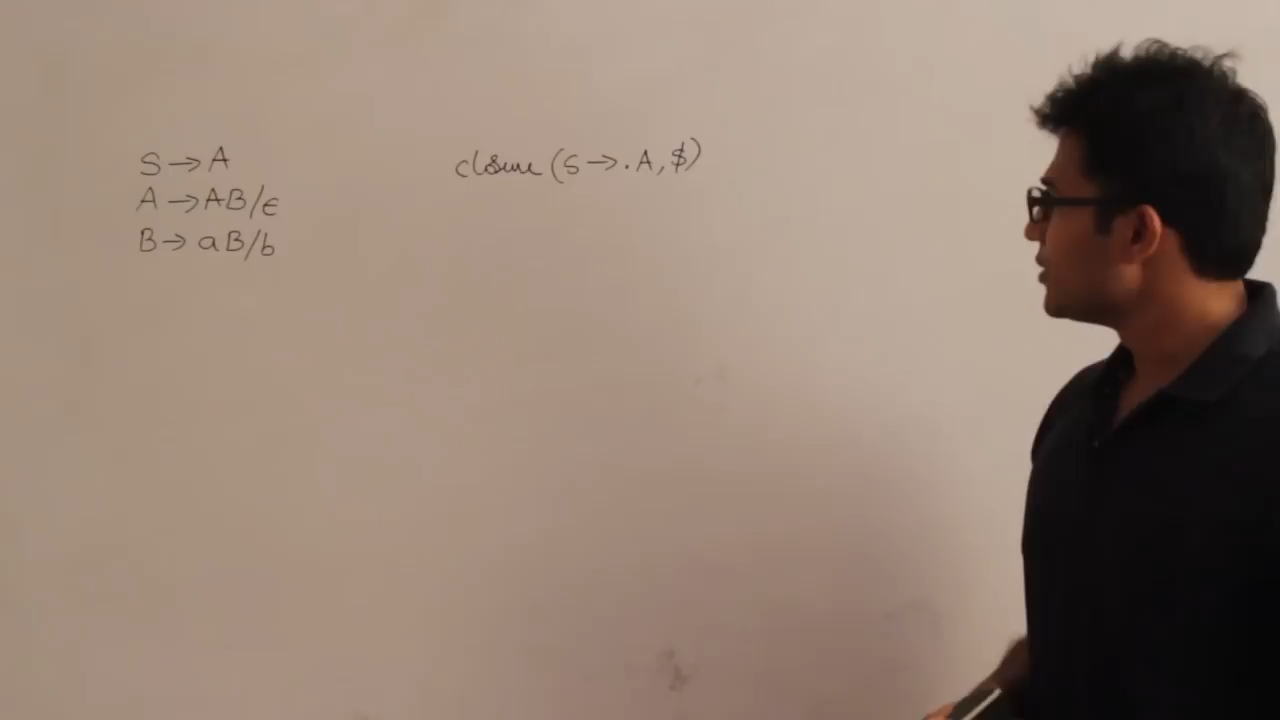 S → A
A → AB/ε
B → aB/b
closure (S → .A, $)